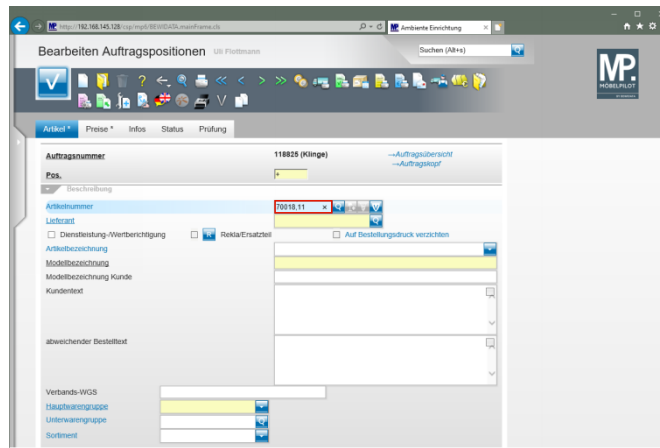 http://192.168.145.128/csp/mp6/BEWIDATA.mainFrame.cls
MP Ambiente Einrichtung
Bearbeiten Auftragspositionen Uli Flottmann
Suchen (Alt+s)
MP.
MÖBELPILOT
Artikel * Preise * Infos Status Prüfung
Auftragsnummer 118825 (Klinge) →Auftragsübersicht
→Auftragskopf
Pos. +
Beschreibung
Artikelnummer 70018,11 ×
Lieferant
Dienstleistung-/Wertberichtigung R Rekla/Ersatzteil Auf Bestellungsdruck verzichten
Artikelbezeichnung
Modellbezeichnung
Modellbezeichnung Kunde
Kundentext
abweichender Bestelltext
Verbands-WGS
Hauptwarengruppe
Unterwarengruppe
Sortiment